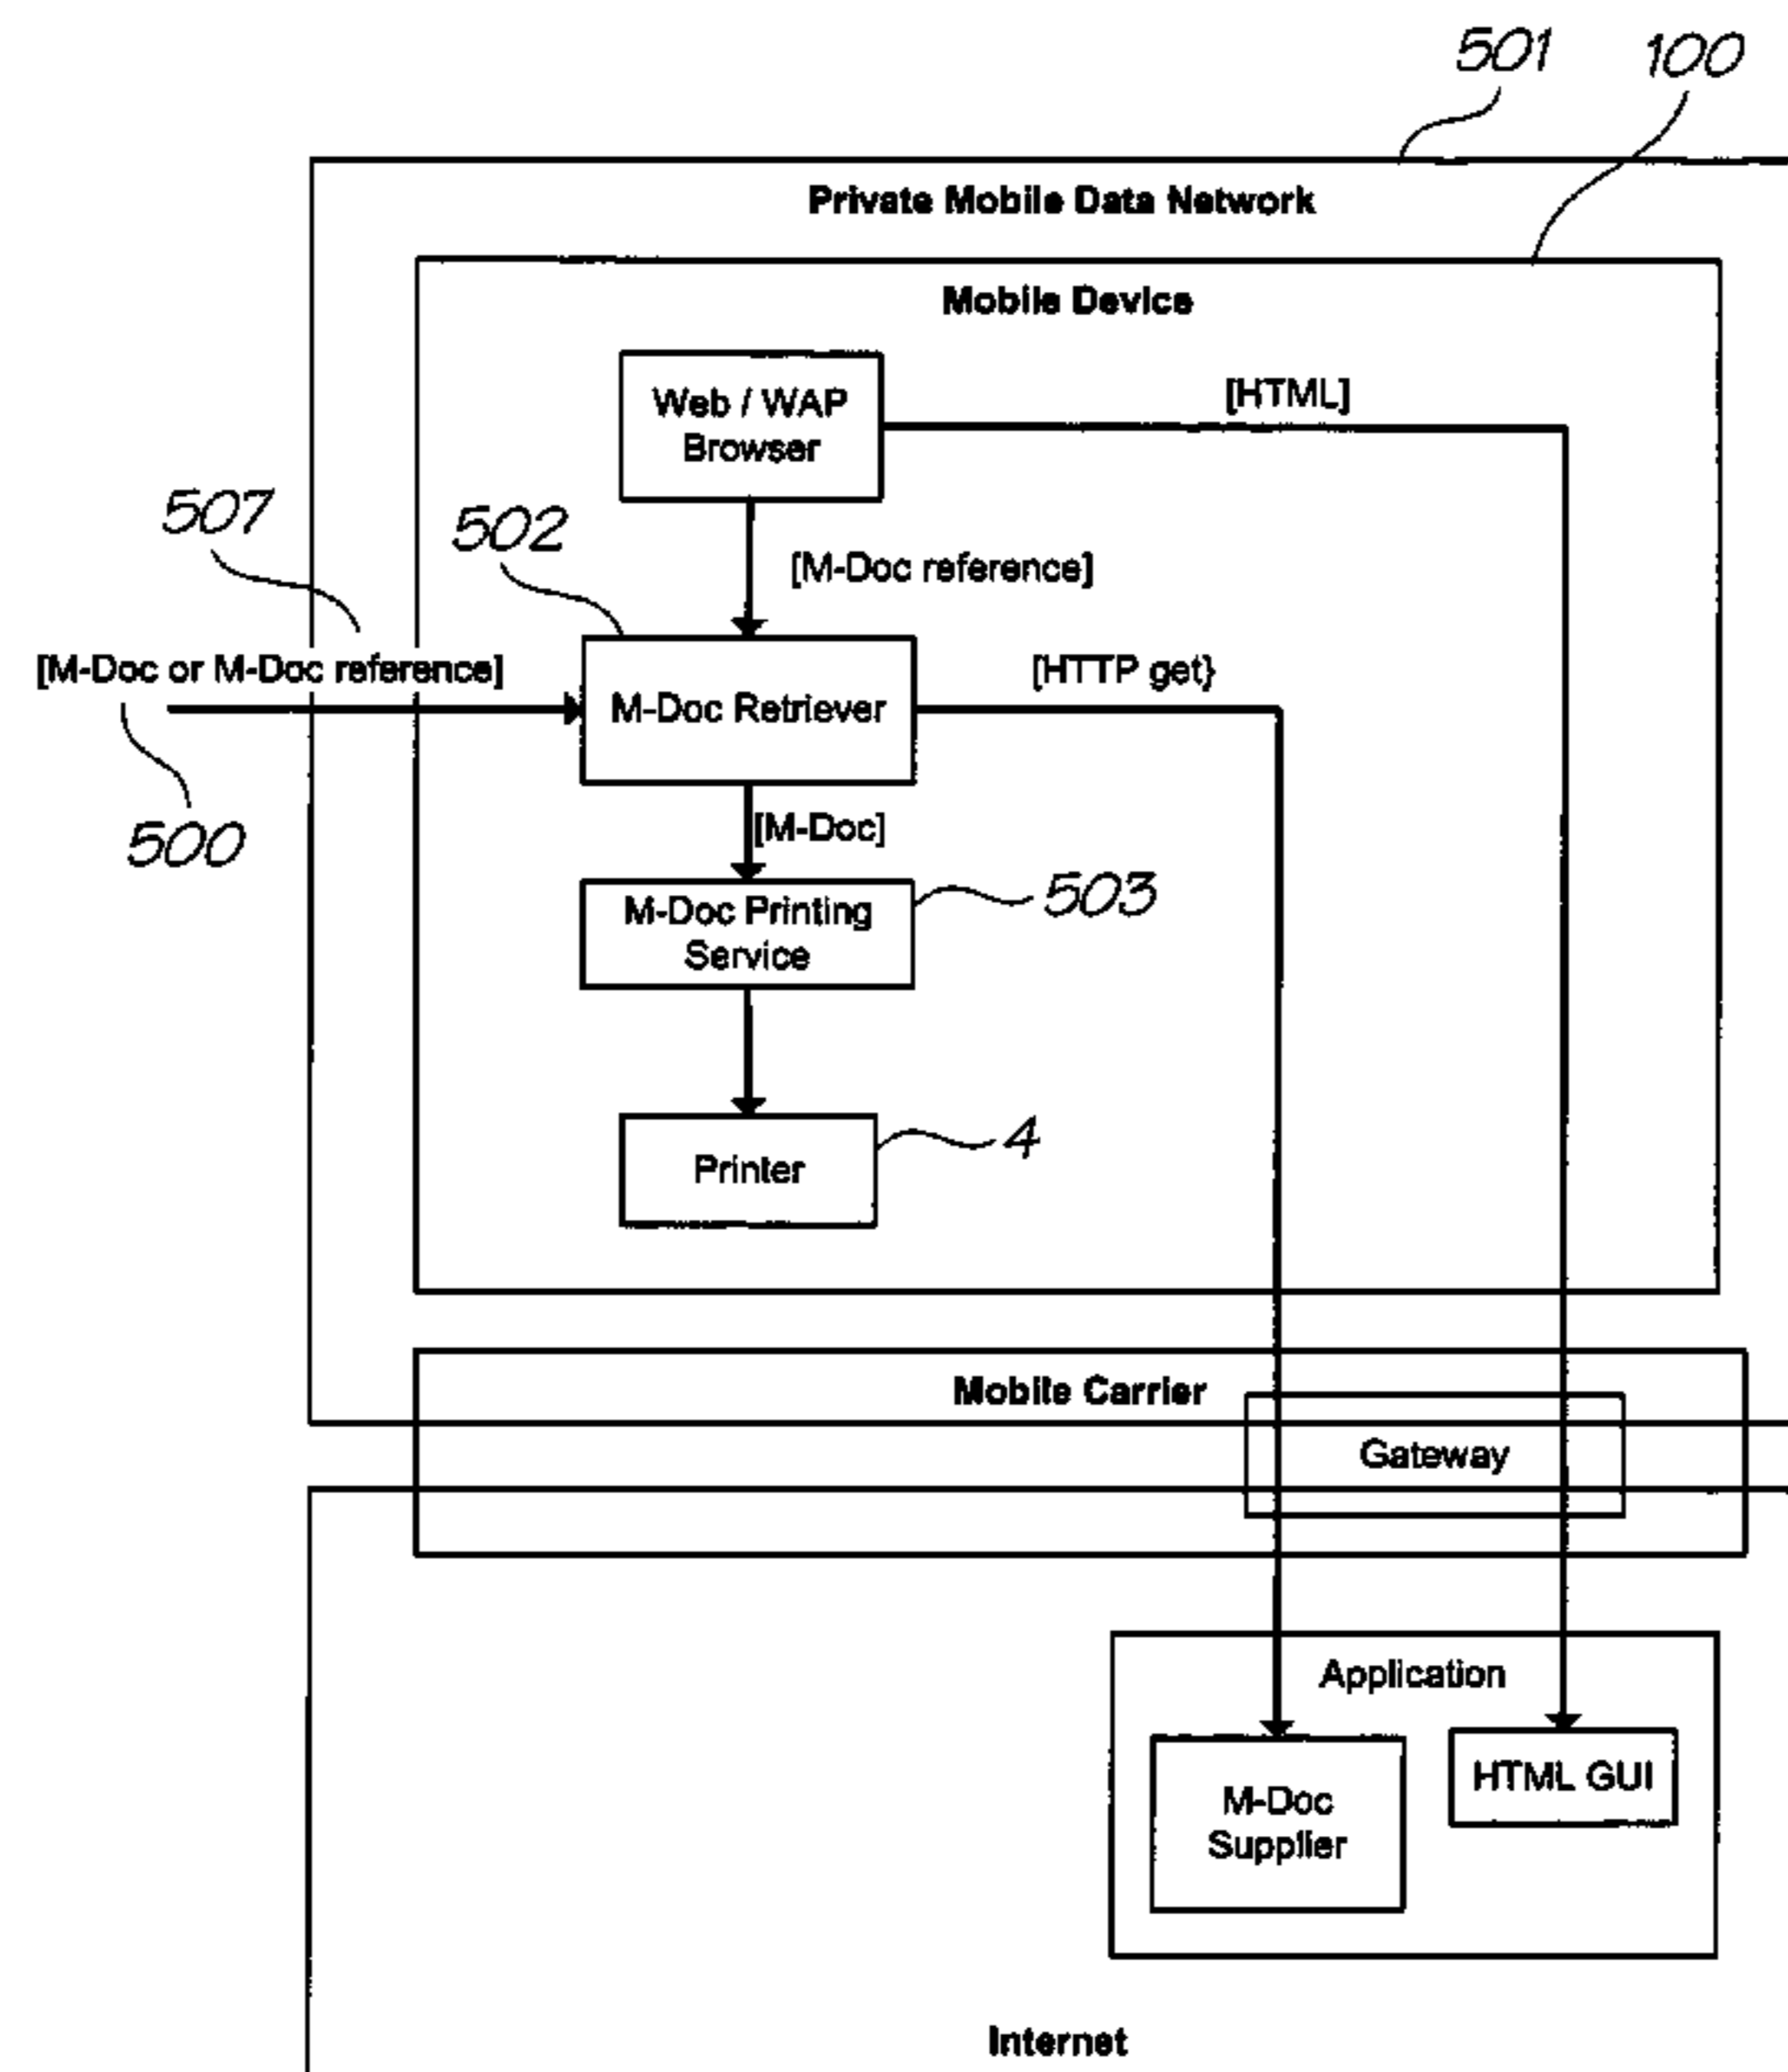 501
100
Private Mobile Data Network
Mobile Device
Web / WAP
Browser
[HTML]
507
502
[M-Doc reference]
[M-Doc or M-Doc reference]
M-Doc Retriever
[HTTP get}
500
[M-Doc]
M-Doc Printing
Service
503
Printer
4
Mobile Carrier
Gateway
Application
M-Doc
Supplier
HTML GUI
Internet